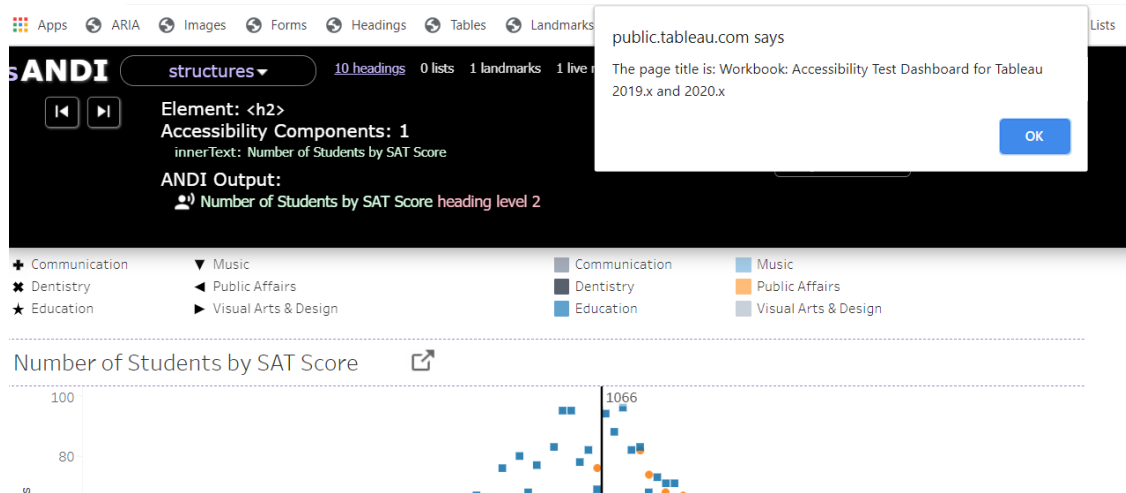 Apps ARIA Images Forms Headings Tables Landmarks Lists
public.tableau.com says
The page title is: Workbook: Accessibility Test Dashboard for Tableau
2019.x and 2020.x
OK
sANDI structures 10 headings 0 lists 1 landmarks 1 live
Element: <h2>
Accessibility Components: 1
innerText: Number of Students by SAT Score
ANDI Output:
Number of Students by SAT Score heading level 2
Communication Music Communication Music
Dentistry Public Affairs Dentistry Public Affairs
Education Visual Arts & Design Education Visual Arts & Design
Number of Students by SAT Score
100 1066
80